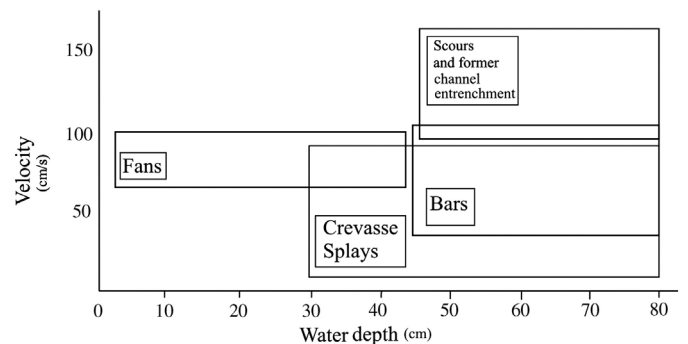 150
100
50
Velocity
(cm/s)
Scours
and former
channel
entrenchment
Fans
Bars
Crevasse
Splays
0 10 20 30 40 50 60 70 80
Water depth (cm)